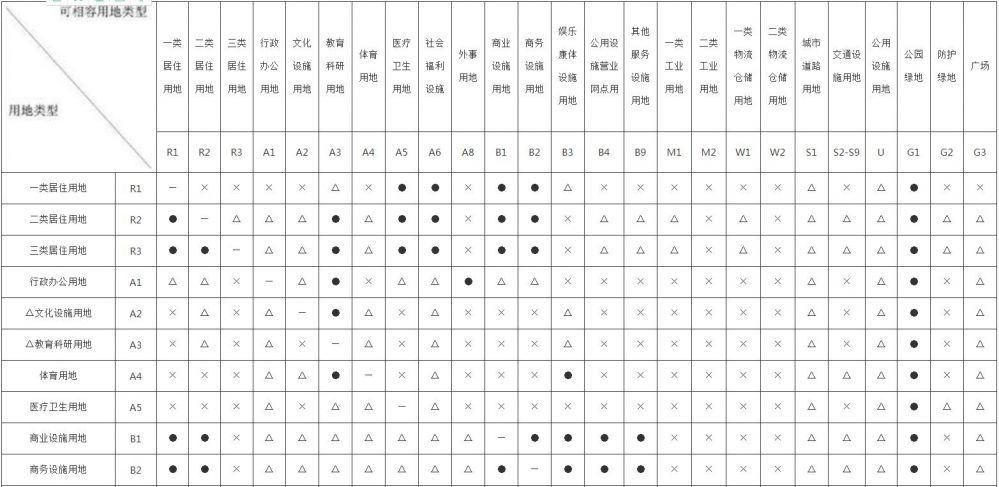 可相容用地类型
用地类型
一类居住用地 二类居住用地 三类居住用地 行政办公用地 文化设施用地 教育科研用地 体育用地 医疗卫生用地 社会福利设施 外事用地 商业设施用地 商务设施用地 娱乐康体设施用地 公用设施营业网点用 其他服务设施用地 一类工业用地 二类工业用地 一类物流仓储用地 二类物流仓储用地 城市道路用地 交通设施用地 公用设施用地 公园绿地 防护绿地 广场
R1 R2 R3 A1 A2 A3 A4 A5 A6 A8 B1 B2 B3 B4 B9 M1 M2 W1 W2 S1 S2-S9 U G1 G2 G3
一类居住用地 R1 — × × × × △ × ● ● × ● ● △ × × × × × × △ × △ ● × ×
二类居住用地 R2 ● — △ △ △ ● △ ● ● × ● ● × △ △ △ × △ × △ △ △ ● △ △
三类居住用地 R3 ● ● — △ △ ● △ ● ● × ● ● × △ △ △ × △ × △ △ △ ● △ △
行政办公用地 A1 △ △ × — △ ● × △ △ ● △ △ × × × × × × × △ × △ ● × △
△文化设施用地 A2 × △ × △ — ● △ × △ × × × △ × × × × × × △ × △ ● × △
△教育科研用地 A3 × △ × △ × — △ × △ × × × △ × × × × × × △ × △ ● × △
体育用地 A4 × × × △ △ ● — × △ × × × ● × × × × × × △ △ △ ● × △
医疗卫生用地 A5 × × × △ × △ △ — △ × × × × × × × × × × △ × △ ● △ △
商业设施用地 B1 ● ● × △ △ △ △ △ △ △ — ● ● ● ● × × × × △ △ △ ● × △
商务设施用地 B2 ● ● × △ △ △ △ △ △ △ ● — ● ● ● × × × × △ △ △ ● × △